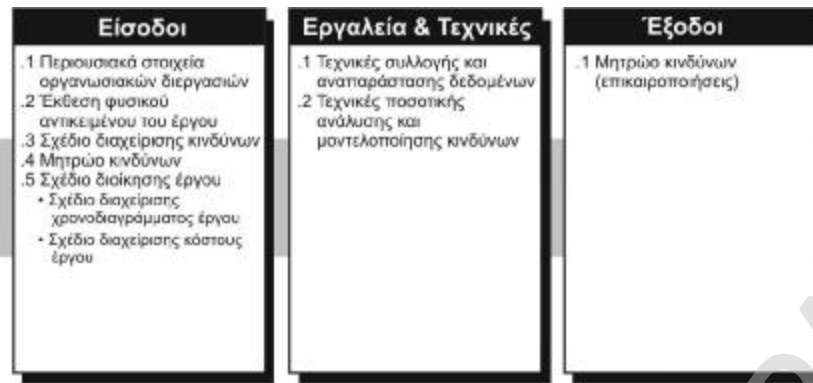 Είσοδοι
.1 Περιουσιακά στοιχεία
οργανωσιακών διεργασιών
.2 Έκθεση φυσικού
αντικειμένου του έργου
.3 Σχέδιο διαχείρισης κινδύνων
.4 Μητρώο κινδύνων
.5 Σχέδιο διοίκησης έργου
• Σχέδιο διαχείρισης
χρονοδιαγράμματος έργου
• Σχέδιο διαχείρισης κόστους
έργου
Εργαλεία & Τεχνικές
.1 Τεχνικές συλλογής και
αναπαράστασης δεδομένων
.2 Τεχνικές ποσοτικής
ανάλυσης και
μοντελοποίησης κινδύνων
Έξοδοι
.1 Μητρώο κινδύνων
(επικαιροποιήσεις)